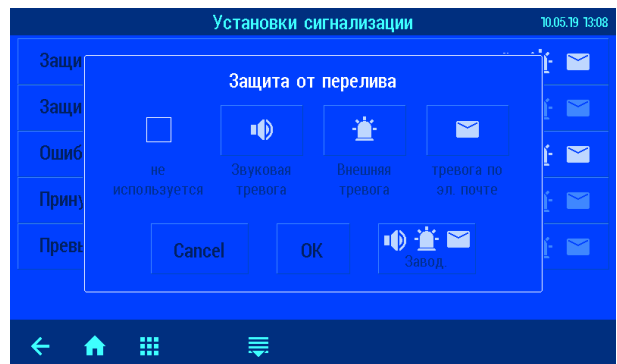 Установки сигнализации
10.05.19 13:08
Защи
Защи
Ошиб
Прину
Превы
Защита от перелива
не
используется
Звуковая
тревога
Внешняя
тревога
тревога по
эл. почте
Cancel
OK
Завод